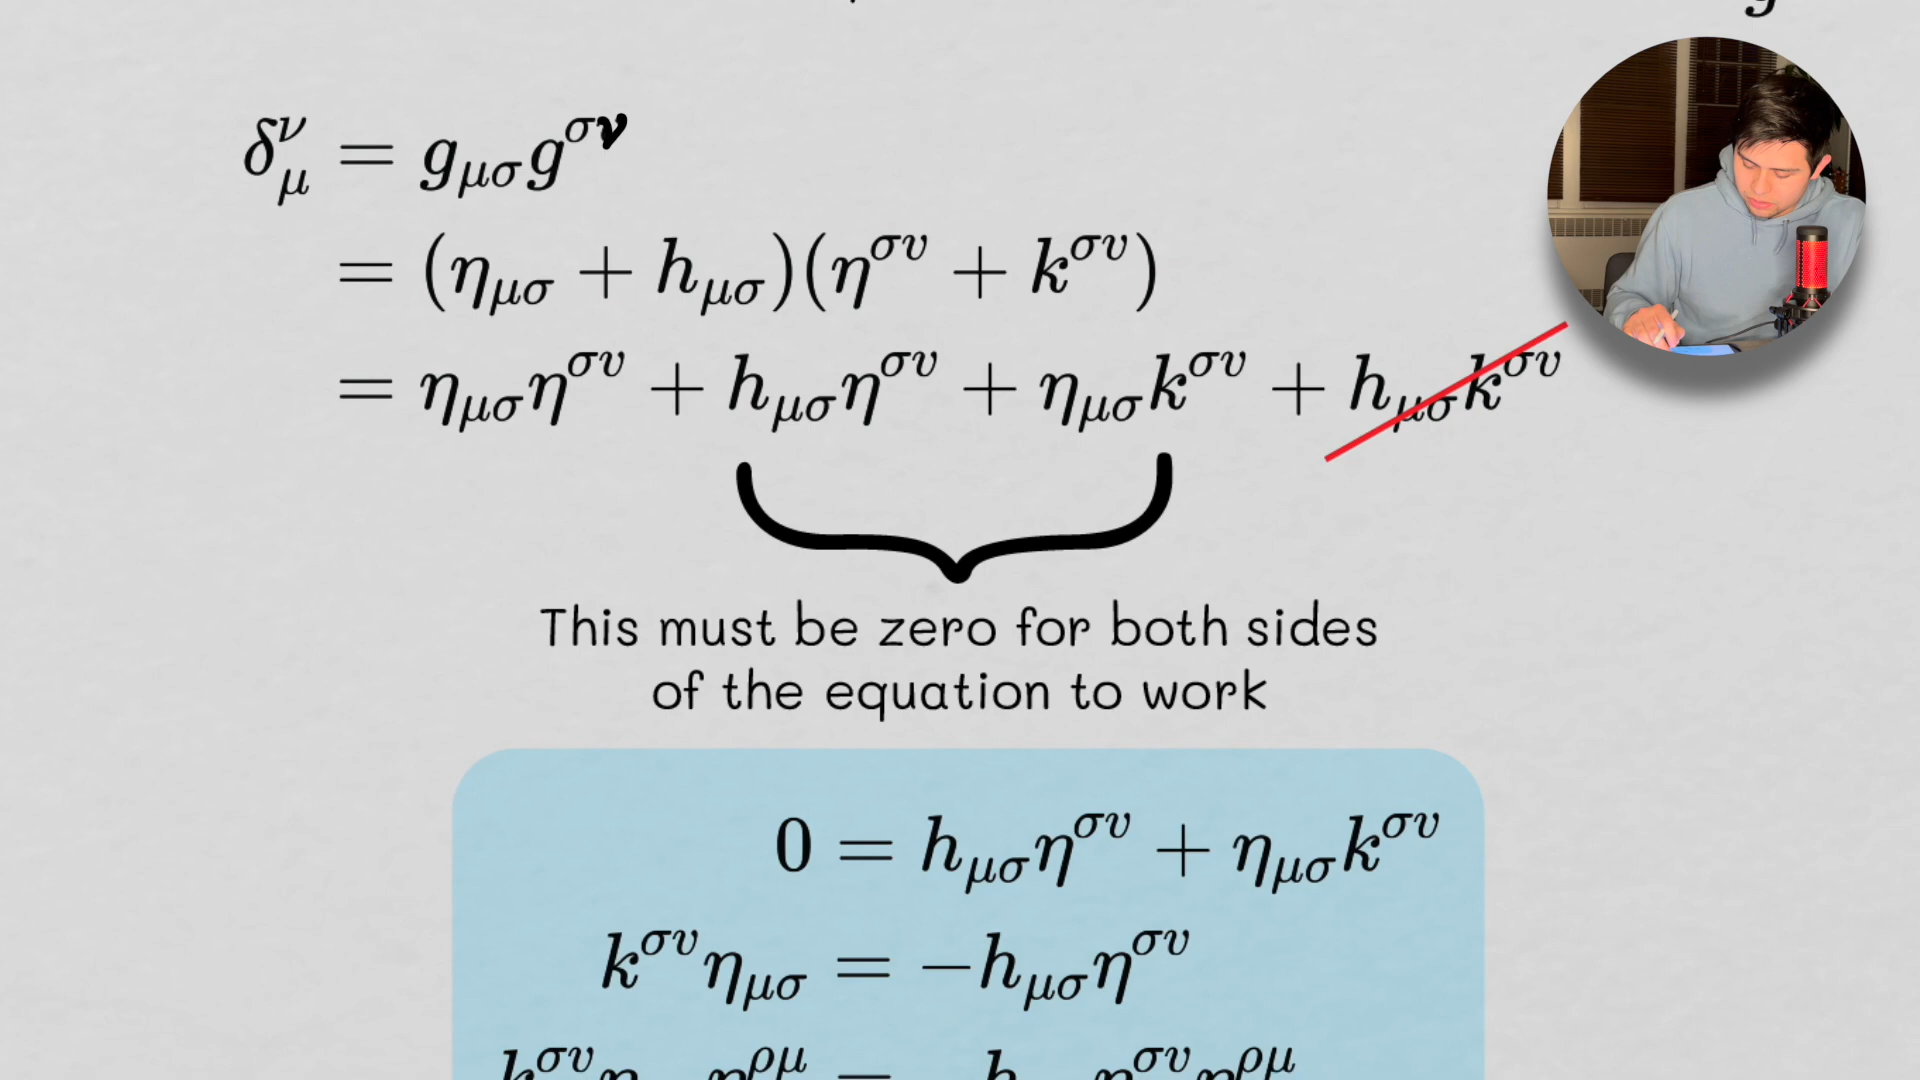 g
δ^ν_μ = g_{μσ}g^{σν}
= (η_{μσ} + h_{μσ})(η^{σv} + k^{σv})
= η_{μσ}η^{σv} + h_{μσ}η^{σv} + η_{μσ}k^{σv} + h_{μσ}k^{σv}
This must be zero for both sides
of the equation to work
0 = h_{μσ}η^{σv} + η_{μσ}k^{σv}
k^{σv}η_{μσ} = −h_{μσ}η^{σv}